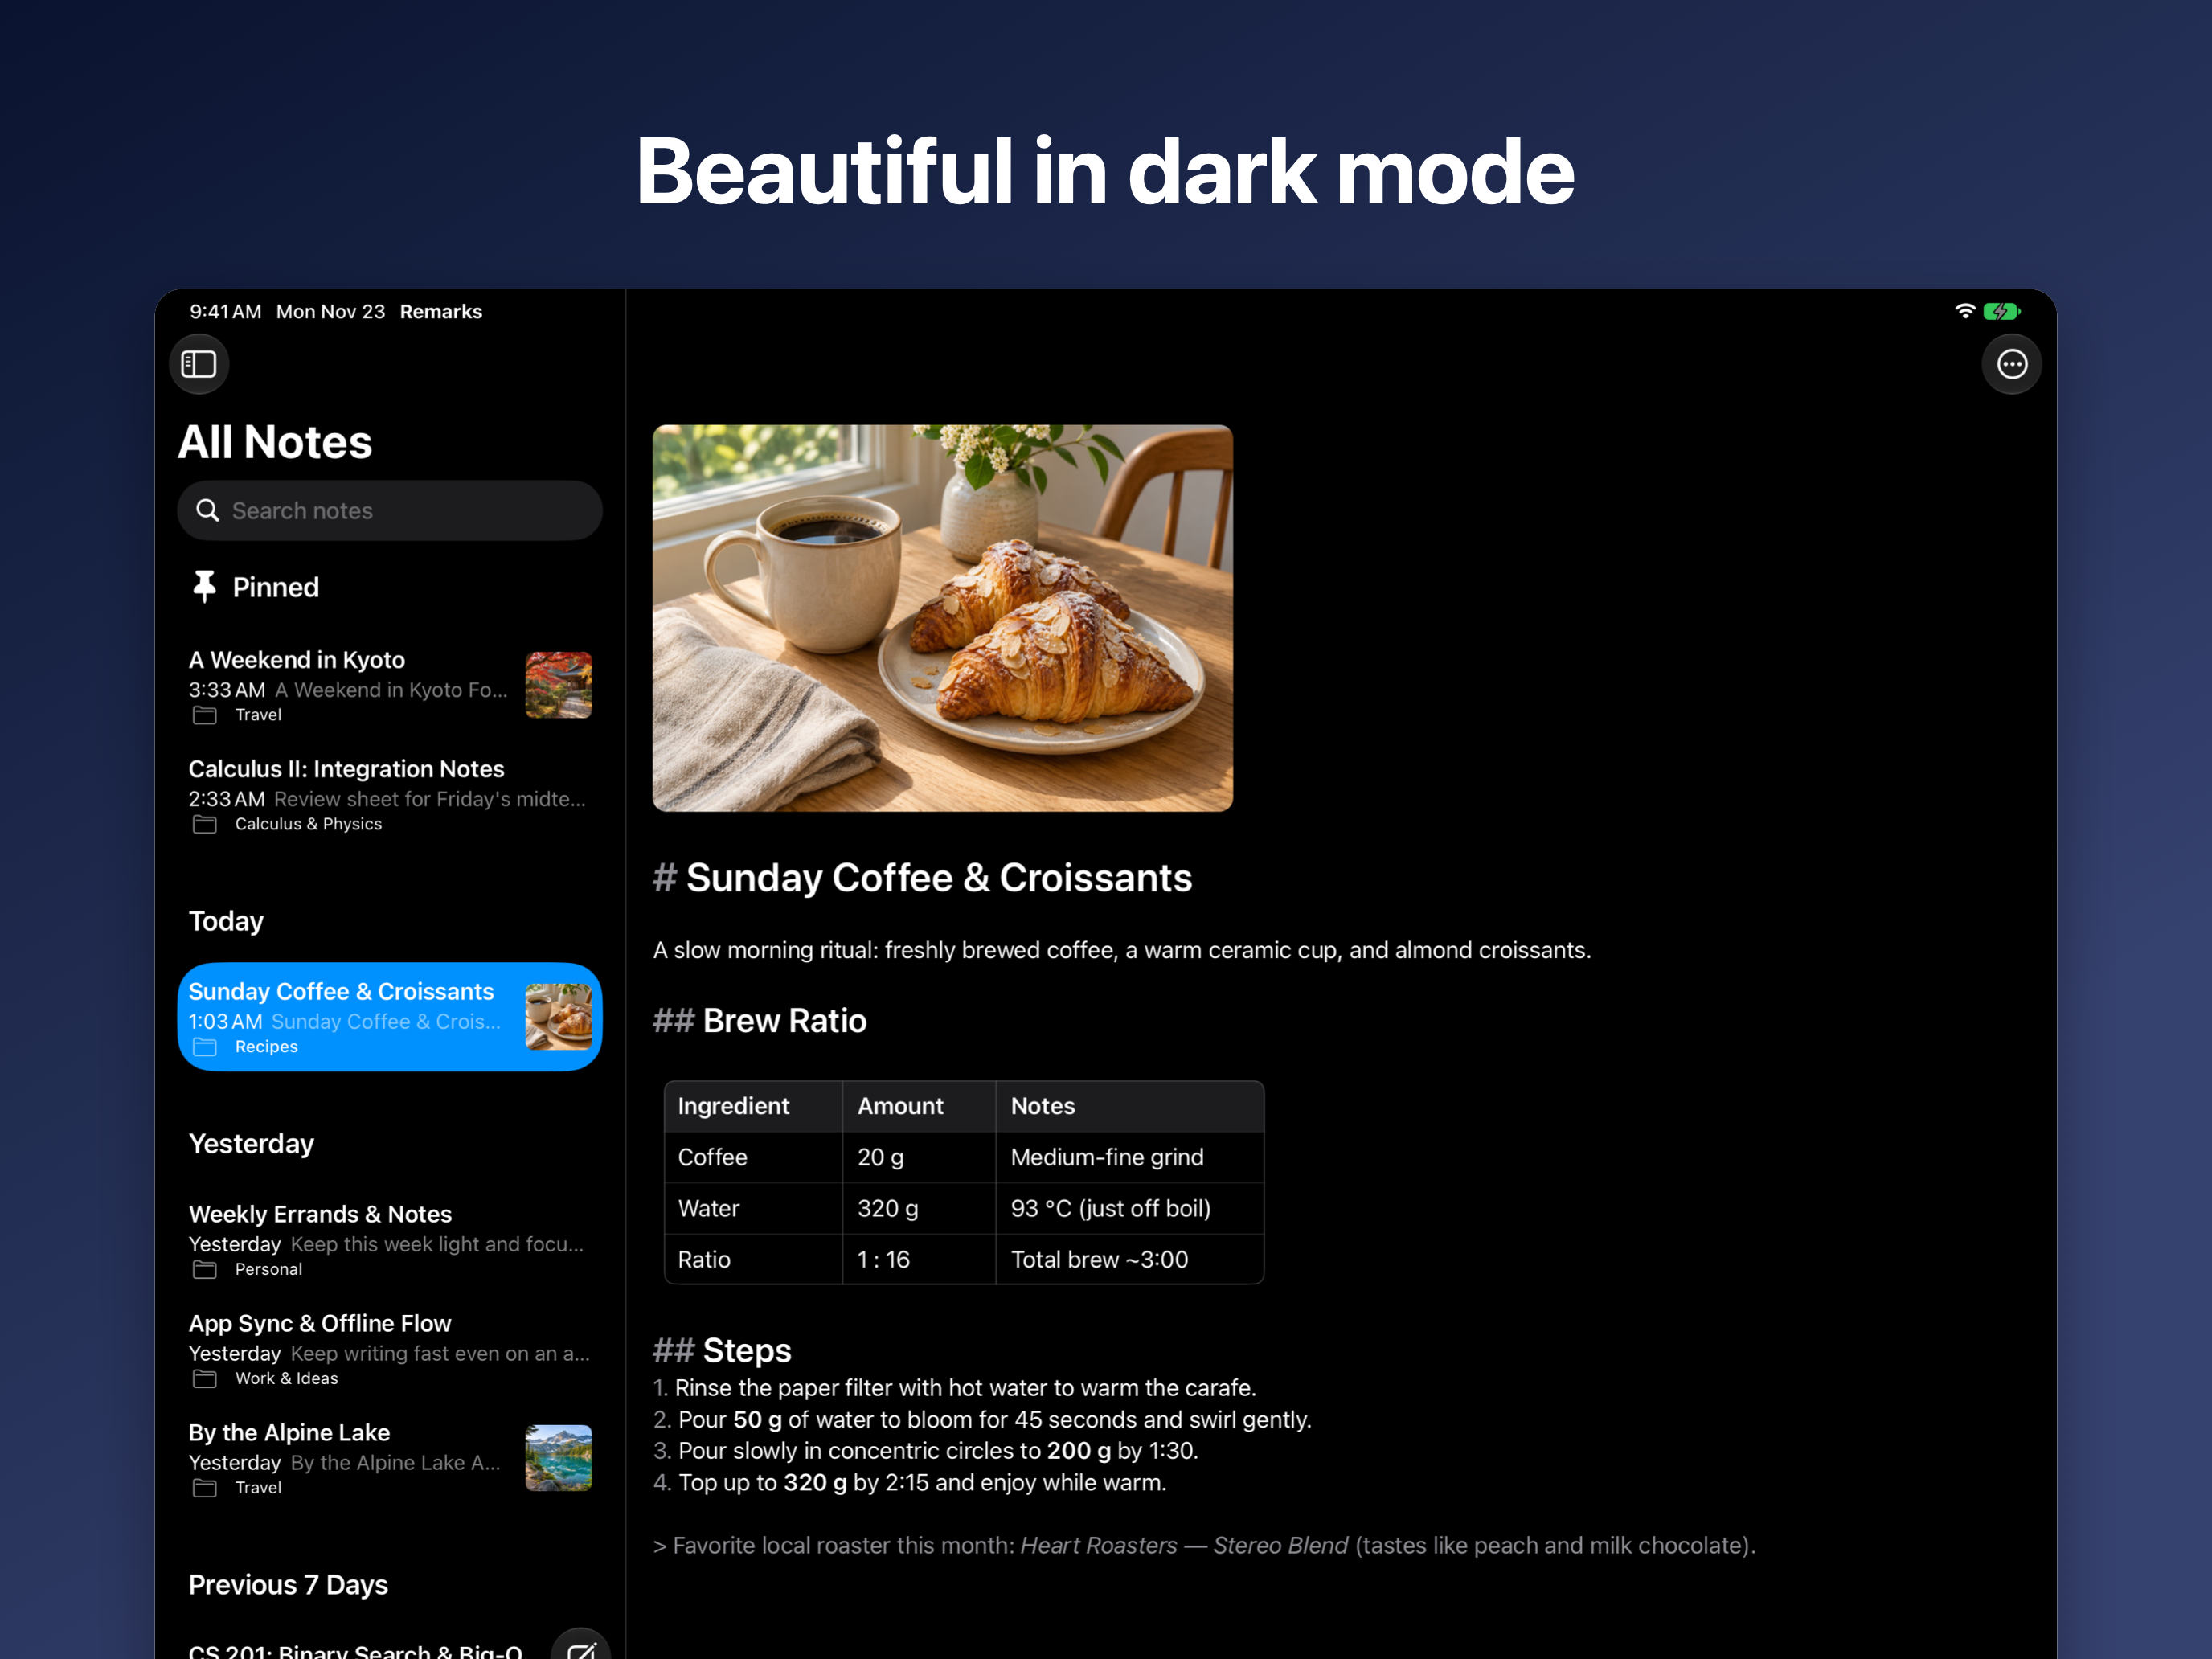 Beautiful in dark mode
9:41 AM Mon Nov 23 Remarks
All Notes
Search notes
Pinned
A Weekend in Kyoto
3:33 AM A Weekend in Kyoto Fo...
Travel
Calculus II: Integration Notes
2:33 AM Review sheet for Friday's midte...
Calculus & Physics
Today
Sunday Coffee & Croissants
1:03 AM Sunday Coffee & Crois...
Recipes
Yesterday
Weekly Errands & Notes
Yesterday Keep this week light and focu...
Personal
App Sync & Offline Flow
Yesterday Keep writing fast even on an a...
Work & Ideas
By the Alpine Lake
Yesterday By the Alpine Lake A...
Travel
Previous 7 Days
CS 201: Binary Search & Big-O
# Sunday Coffee & Croissants
A slow morning ritual: freshly brewed coffee, a warm ceramic cup, and almond croissants.
## Brew Ratio
Ingredient Amount Notes
Coffee 20 g Medium-fine grind
Water 320 g 93 °C (just off boil)
Ratio 1 : 16 Total brew ~3:00
## Steps
1. Rinse the paper filter with hot water to warm the carafe.
2. Pour 50 g of water to bloom for 45 seconds and swirl gently.
3. Pour slowly in concentric circles to 200 g by 1:30.
4. Top up to 320 g by 2:15 and enjoy while warm.
> Favorite local roaster this month: Heart Roasters — Stereo Blend (tastes like peach and milk chocolate).